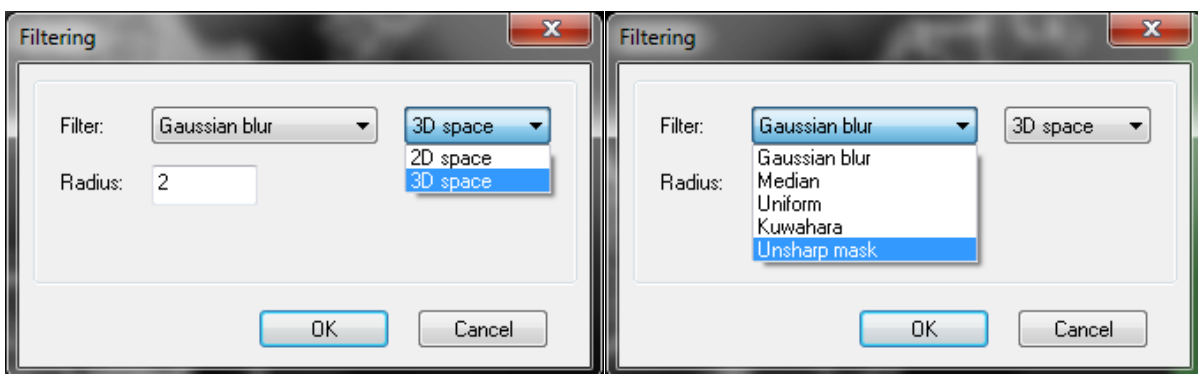 Filtering
Filter: Gaussian blur 3D space
2D space
3D space
Radius: 2
OK Cancel
Filtering
Filter: Gaussian blur 3D space
Gaussian blur
Median
Uniform
Kuwahara
Unsharp mask
Radius:
OK Cancel